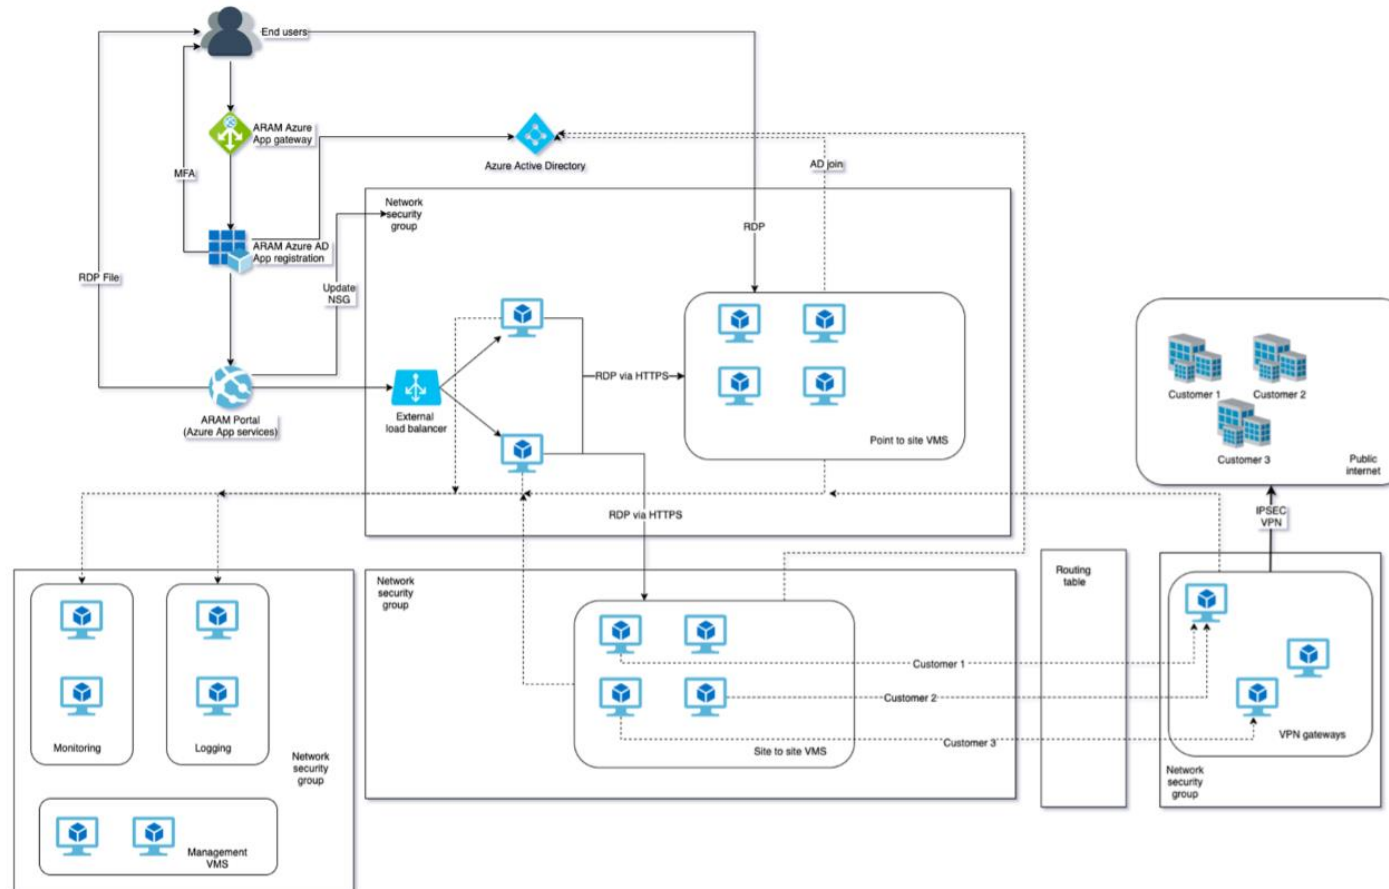 End users
ARAM Azure
App gateway
MFA
Azure Active Directory
AD join
Network
security
group
RDP
ARAM Azure AD
App registration
RDP File
Update
NSG
RDP via HTTPS
External
load balancer
ARAM Portal
(Azure App services)
Point to site VMS
Customer 1
Customer 2
Customer 3
Public
internet
RDP via HTTPS
IPSEC
VPN
Network
security
group
Routing
table
Customer 1
Customer 2
Customer 3
Site to site VMS
VPN gateways
Network
security
group
Monitoring
Logging
Network
security
group
Management
VMS